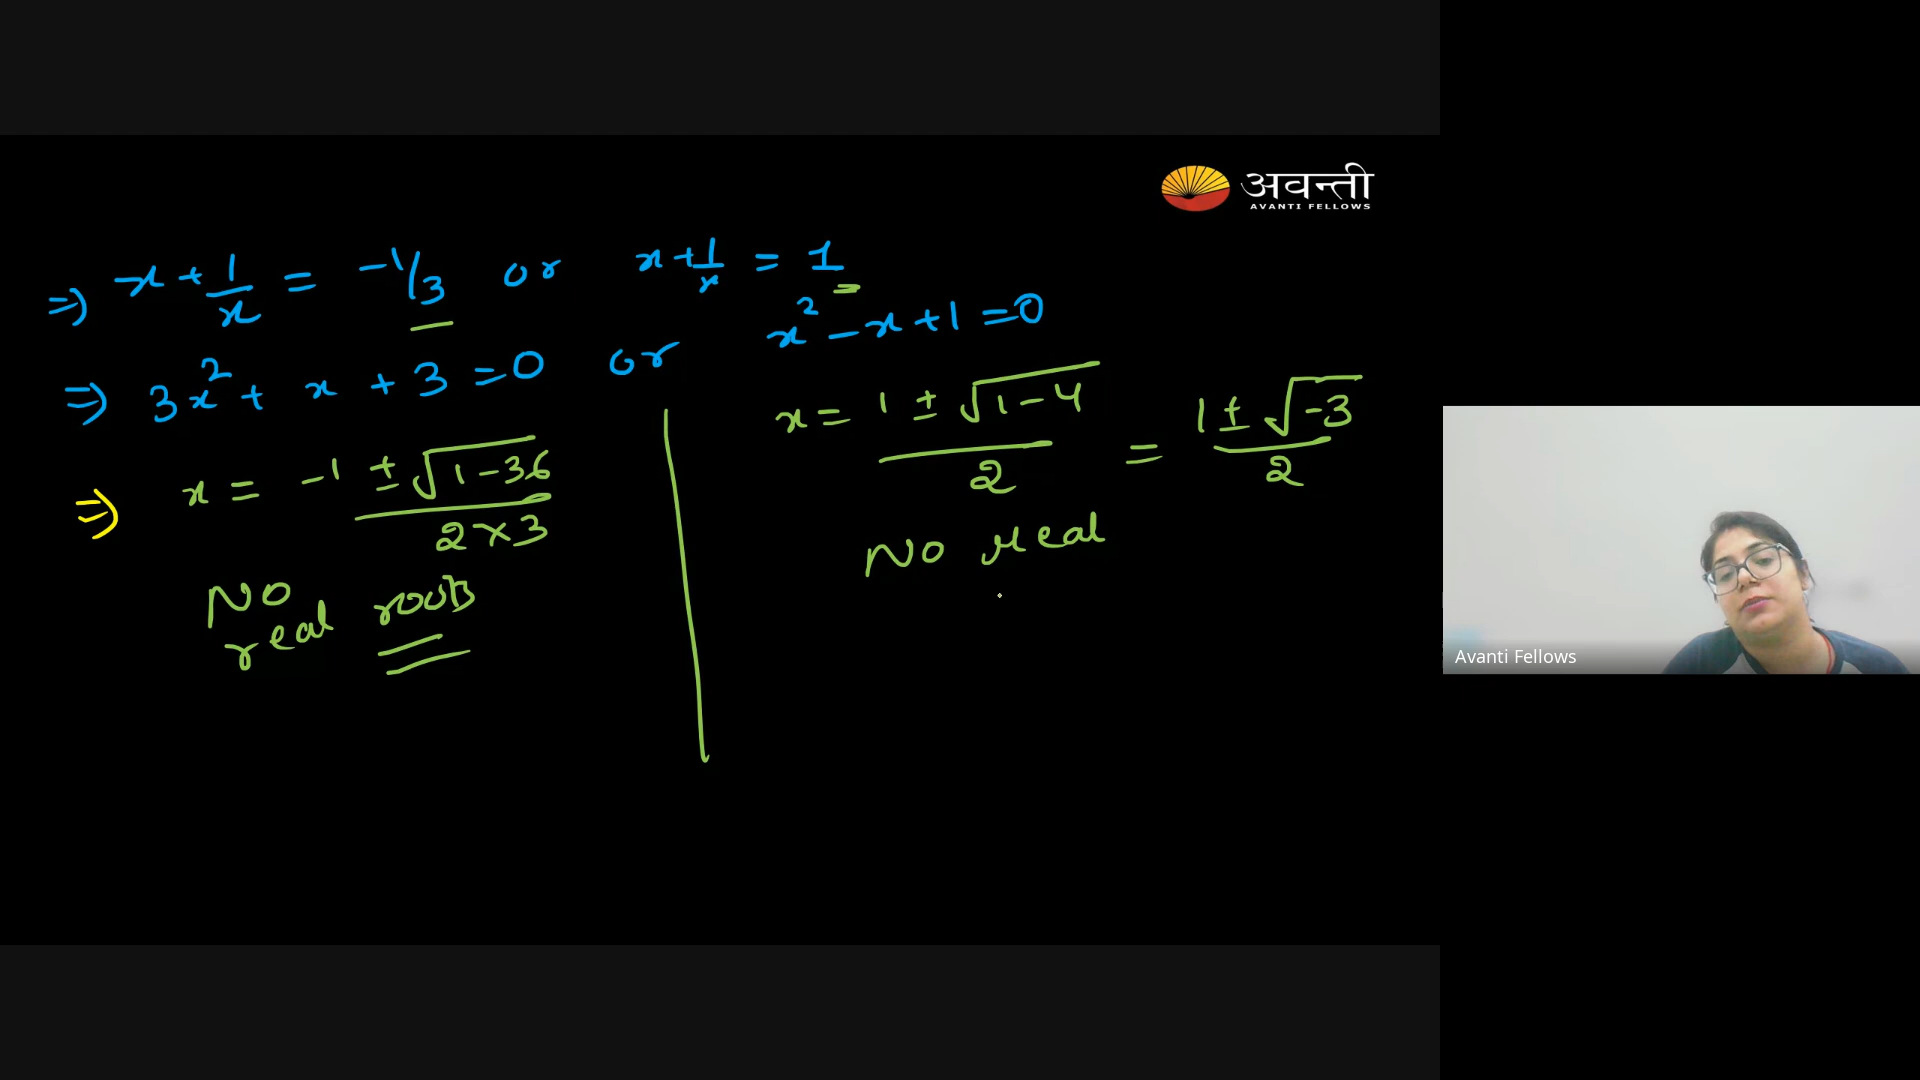 अवन्ती
AVANTI FELLOWS
=> x + 1/x = -1/3 or x + 1/x = 1
=> 3x² + x + 3 = 0 or x² - x + 1 = 0
=> x = -1 ± √(1-36) / 2×3
x = 1 ± √(1-4) / 2 = 1 ± √-3 / 2
No
real roots
No real
Avanti Fellows